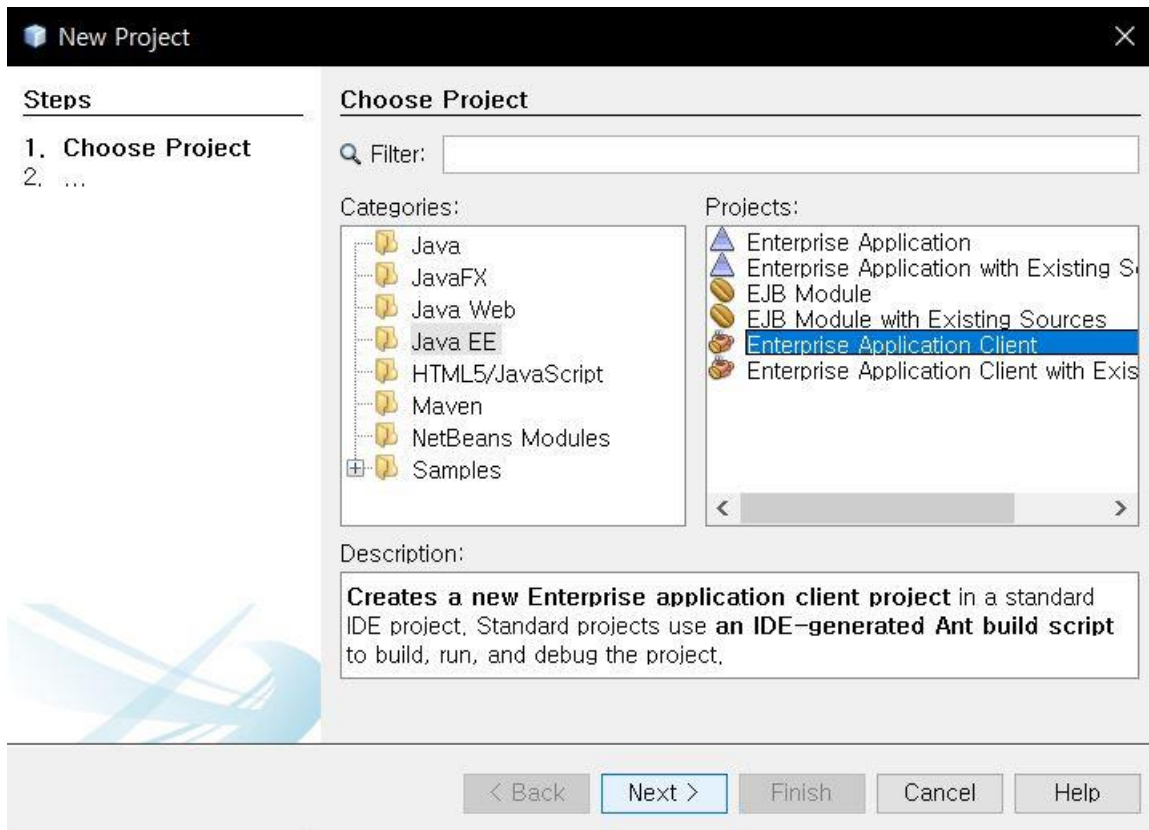 New Project
Steps
1. Choose Project
2. ...
Choose Project
Filter:
Categories:
Java
JavaFX
Java Web
Java EE
HTML5/JavaScript
Maven
NetBeans Modules
Samples
Projects:
Enterprise Application
Enterprise Application with Existing S
EJB Module
EJB Module with Existing Sources
Enterprise Application Client
Enterprise Application Client with Exis
Description:
Creates a new Enterprise application client project in a standard
IDE project. Standard projects use an IDE-generated Ant build script
to build, run, and debug the project.
< Back
Next >
Finish
Cancel
Help